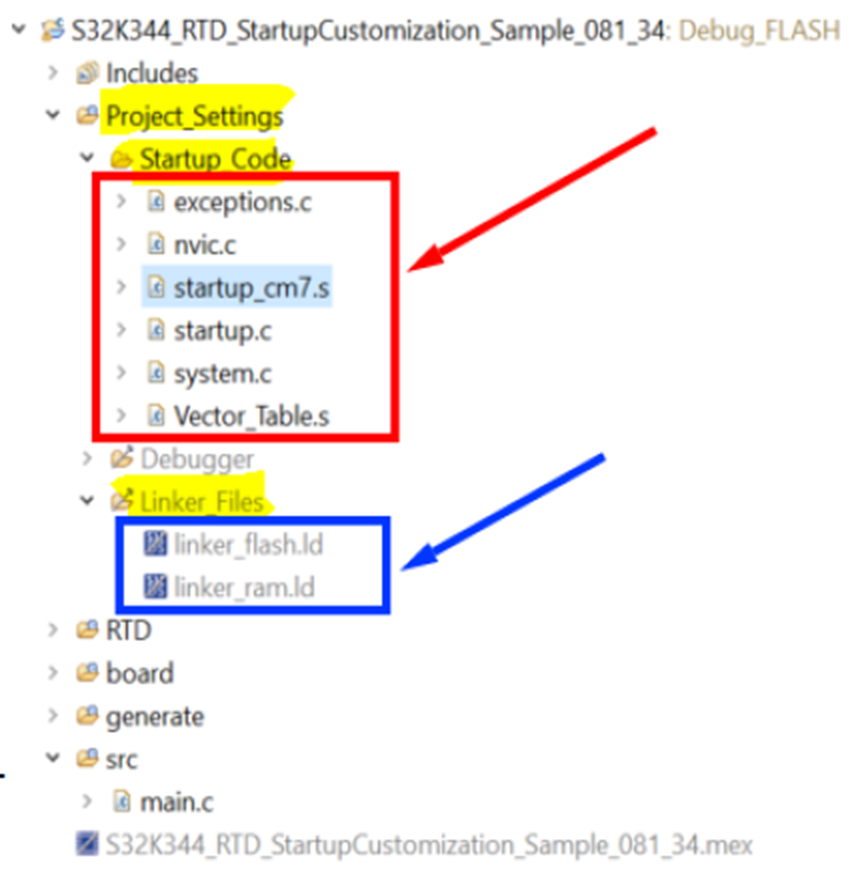 S32K344_RTD_StartupCustomization_Sample_081_34: Debug_FLASH
Includes
Project_Settings
Startup_Code
exceptions.c
nvic.c
startup_cm7.s
startup.c
system.c
Vector_Table.s
Debugger
Linker_Files
linker_flash.ld
linker_ram.ld
RTD
board
generate
src
main.c
S32K344_RTD_StartupCustomization_Sample_081_34.mex